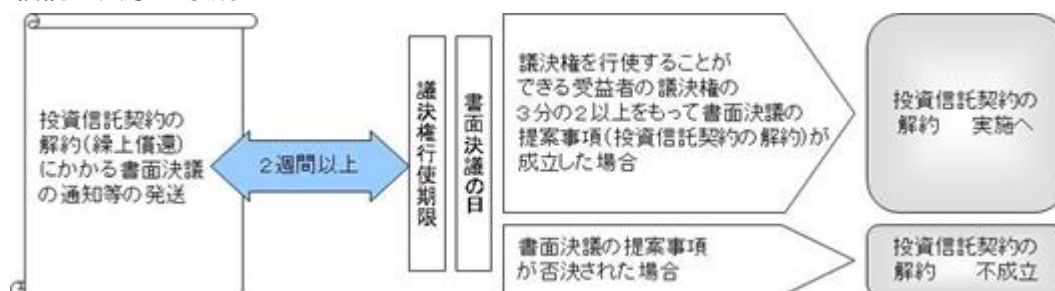 投資信託契約の
解約(繰上償還)
にかかる書面決議
の通知等の発送
2週間以上
議決権行使期限
書面決議の日
議決権を行使することが
できる受益者の議決権の
3分の2以上をもって書面決議の
提案事項(投資信託契約の解約)が
成立した場合
投資信託契約の
解約 実施へ
書面決議の提案事項
が否決された場合
投資信託契約の
解約 不成立